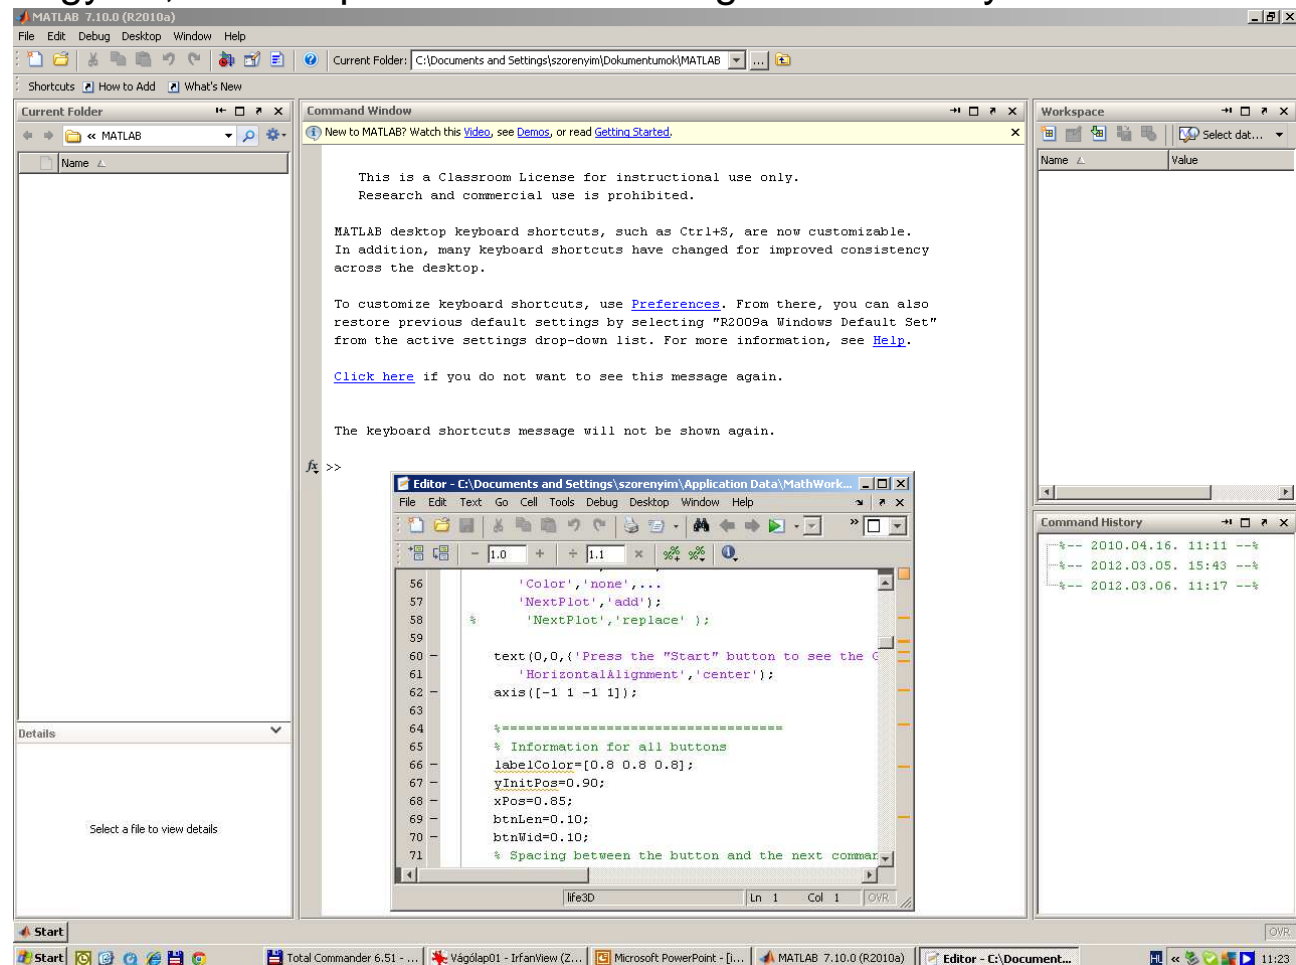 MATLAB 7.10.0 (R2010a)
File Edit Debug Desktop Window Help
Current Folder: C:\Documents and Settings\szorenyim\Dokumentumok\MATLAB
Shortcuts How to Add What's New
Current Folder
« MATLAB
Name
Details
Select a file to view details
Command Window
New to MATLAB? Watch this Video, see Demos, or read Getting Started.
This is a Classroom License for instructional use only.
Research and commercial use is prohibited.
MATLAB desktop keyboard shortcuts, such as Ctrl+S, are now customizable.
In addition, many keyboard shortcuts have changed for improved consistency
across the desktop.
To customize keyboard shortcuts, use Preferences. From there, you can also
restore previous default settings by selecting "R2009a Windows Default Set"
from the active settings drop-down list. For more information, see Help.
Click here if you do not want to see this message again.
The keyboard shortcuts message will not be shown again.
fx >>
Editor - C:\Documents and Settings\szorenyim\Application Data\MathWork...
File Edit Text Go Cell Tools Debug Desktop Window Help
- 1.0 + ÷ 1.1 ×
56 'Color','none',...
57 'NextPlot','add');
58 % 'NextPlot','replace' );
59
60 - text(0,0,{'Press the "Start" button to see the G
61 'HorizontalAlignment','center');
62 - axis([-1 1 -1 1]);
63
64 %===================================
65 % Information for all buttons
66 - labelColor=[0.8 0.8 0.8];
67 - yInitPos=0.90;
68 - xPos=0.85;
69 - btnLen=0.10;
70 - btnWid=0.10;
71 % Spacing between the button and the next comman
life3D Ln 1 Col 1 OVR
Workspace
Select dat...
Name Value
Command History
%-- 2010.04.16. 11:11 --%
%-- 2012.03.05. 15:43 --%
%-- 2012.03.06. 11:17 --%
Start OVR
Start Total Commander 6.51 - ... Vágólap01 - IrfanView (Z... Microsoft PowerPoint - [i... MATLAB 7.10.0 (R2010a) Editor - C:\Document... HU « 11:23